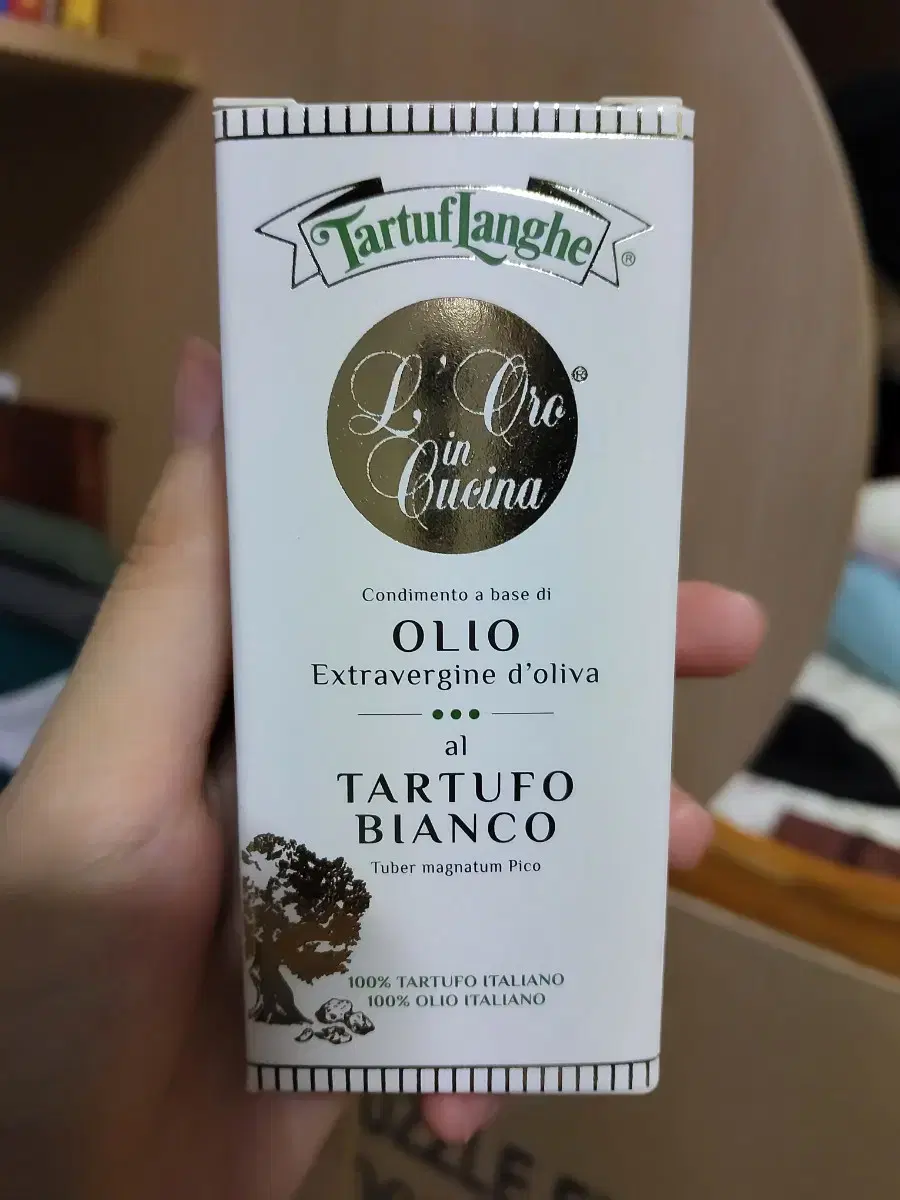 TartufLanghe ®
L'Oro ®
in
Cucina
Condimento a base di
OLIO
Extravergine d'oliva
al
TARTUFO
BIANCO
Tuber magnatum Pico
100% TARTUFO ITALIANO
100% OLIO ITALIANO